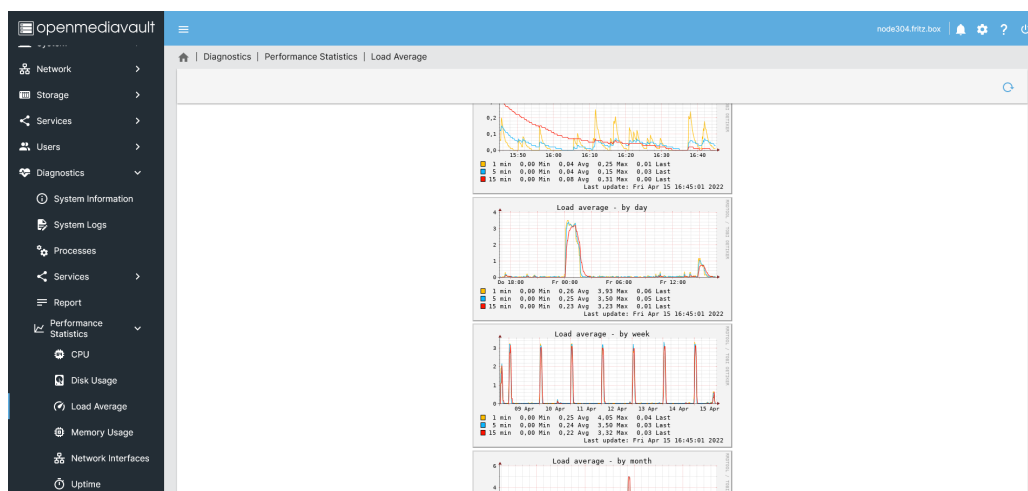 openmediavault
node304.fritz.box
Network
Storage
Services
Users
Diagnostics
System Information
System Logs
Processes
Services
Report
Performance
Statistics
CPU
Disk Usage
Load Average
Memory Usage
Network Interfaces
Uptime
| Diagnostics | Performance Statistics | Load Average
0,2
0,1
0,0
15:50 16:00 16:10 16:20 16:30 16:40
1 min 0,00 Min 0,04 Avg 0,25 Max 0,01 Last
5 min 0,00 Min 0,04 Avg 0,15 Max 0,03 Last
15 min 0,00 Min 0,08 Avg 0,31 Max 0,00 Last
Last update: Fri Apr 15 16:45:01 2022
Load average - by day
4
3
2
1
0
Do 18:00 Fr 00:00 Fr 06:00 Fr 12:00
1 min 0,00 Min 0,26 Avg 3,93 Max 0,06 Last
5 min 0,00 Min 0,25 Avg 3,50 Max 0,05 Last
15 min 0,00 Min 0,23 Avg 3,23 Max 0,01 Last
Last update: Fri Apr 15 16:45:01 2022
RRDTOOL / TOBI OETIKER
Load average - by week
3
2
1
0
09 Apr 10 Apr 11 Apr 12 Apr 13 Apr 14 Apr 15 Apr
1 min 0,00 Min 0,25 Avg 4,05 Max 0,04 Last
5 min 0,00 Min 0,24 Avg 3,50 Max 0,03 Last
15 min 0,00 Min 0,22 Avg 3,32 Max 0,03 Last
Last update: Fri Apr 15 16:45:01 2022
RRDTOOL / TOBI OETIKER
Load average - by month
6
4